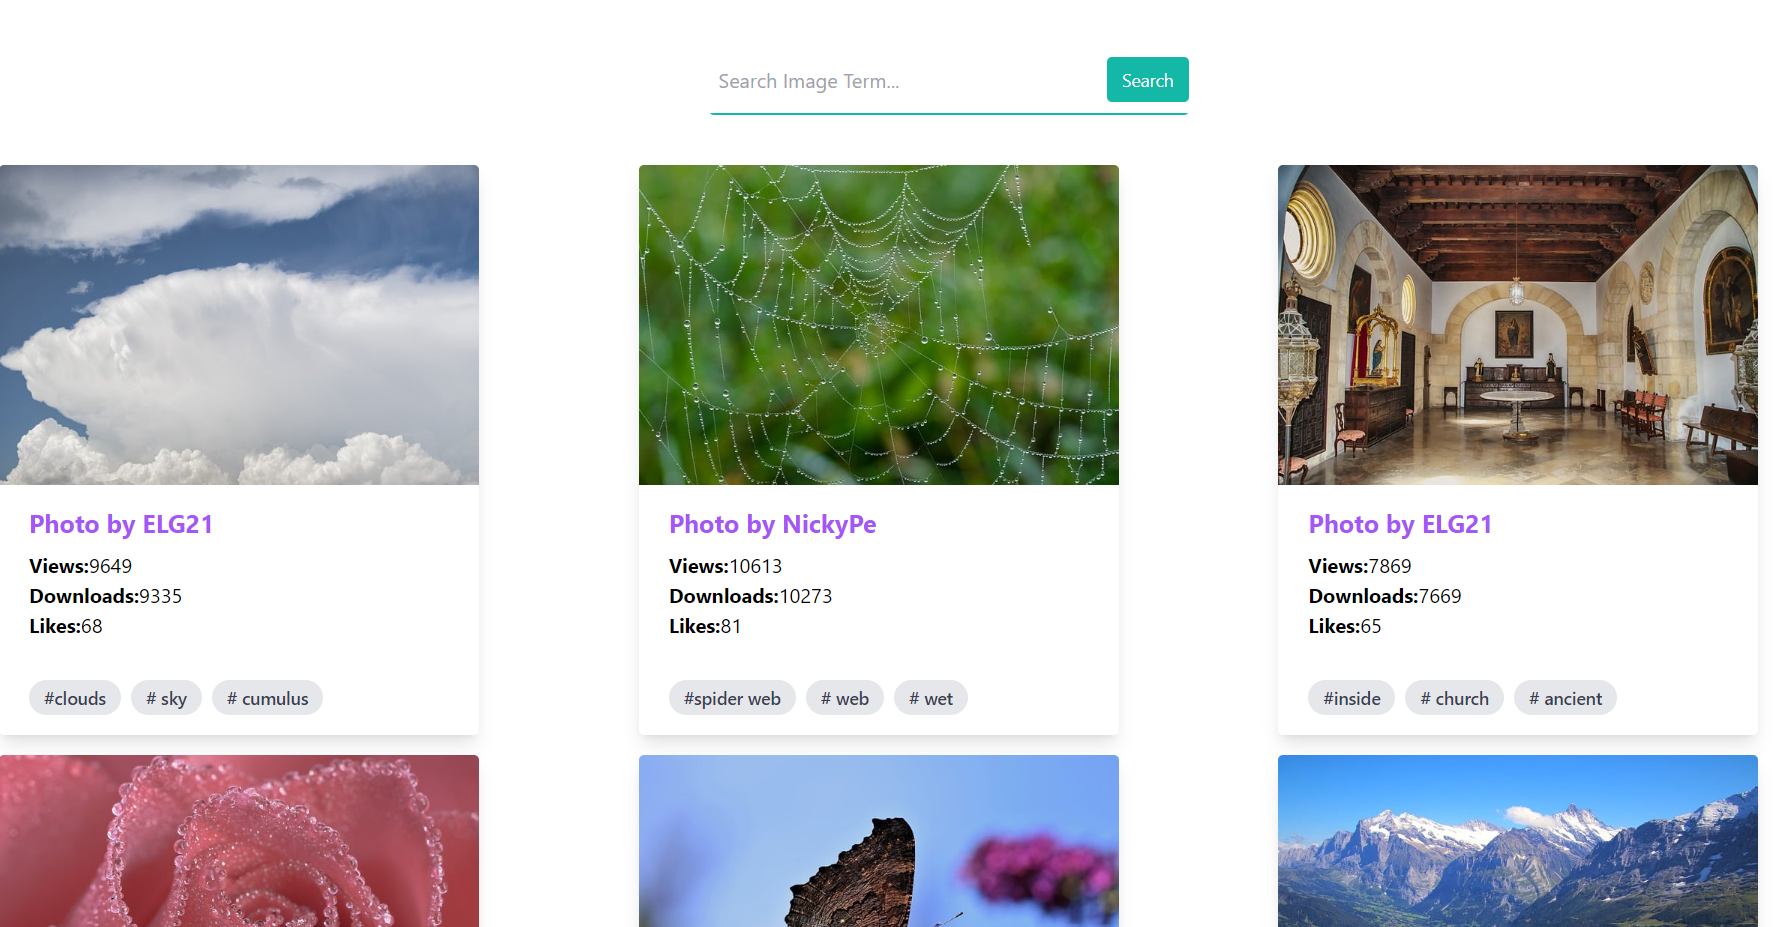 Search Image Term...
Search
Photo by ELG21
Views:9649
Downloads:9335
Likes:68
#clouds
# sky
# cumulus
Photo by NickyPe
Views:10613
Downloads:10273
Likes:81
#spider web
# web
# wet
Photo by ELG21
Views:7869
Downloads:7669
Likes:65
#inside
# church
# ancient